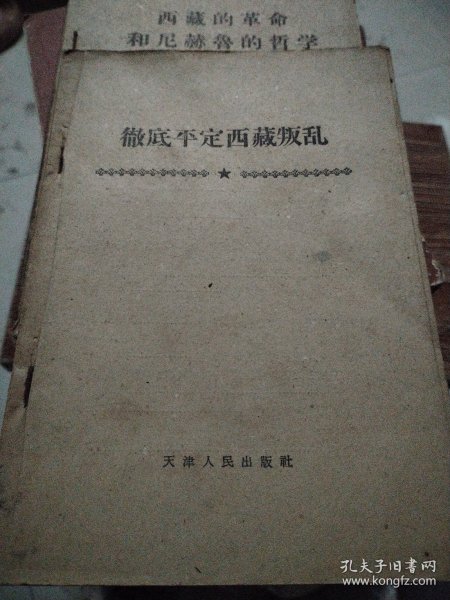 西藏的革命
和尼赫鲁的哲学
徹底平定西藏叛乱
天津人民出版社
孔夫子旧书网
www.kongfz.com